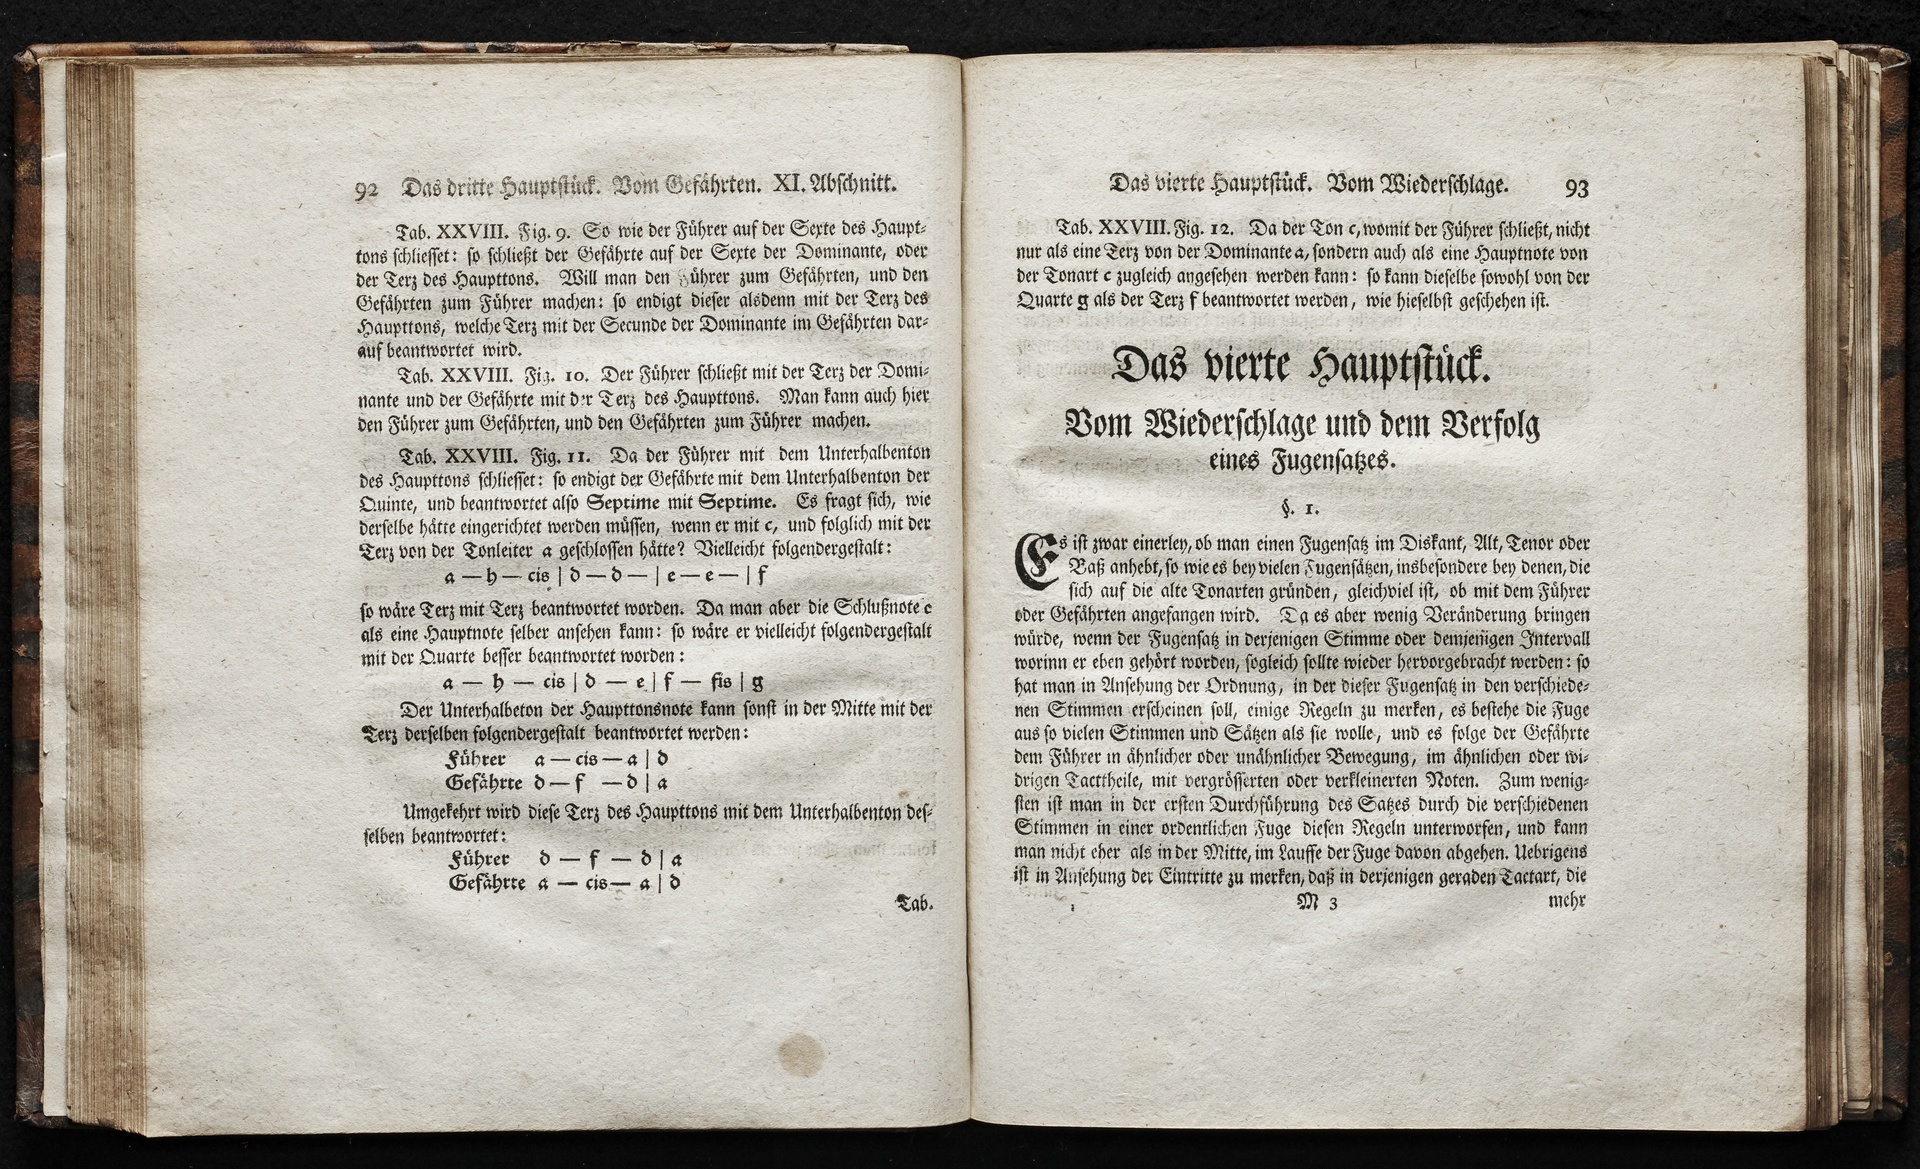 92 Das dritte Hauptstück. Vom Gefährten. XI. Abschnitt.
Tab. XXVIII. Fig. 9. So wie der Führer auf der Sexte des Haupt-
tons schliesset: so schließt der Gefährte auf der Sexte der Dominante, oder
der Terz des Haupttons. Will man den Führer zum Gefährten, und den
Gefährten zum Führer machen: so endigt dieser alsdenn mit der Terz des
Haupttons, welche Terz mit der Secunde der Dominante im Gefährten dar-
auf beantwortet wird.
Tab. XXVIII. Fig. 10. Der Führer schließt mit der Terz der Domi-
nante und der Gefährte mit der Terz des Haupttons. Man kann auch hier
den Führer zum Gefährten, und den Gefährten zum Führer machen.
Tab. XXVIII. Fig. 11. Da der Führer mit dem Unterhalbenton
des Haupttons schliesset: so endigt der Gefährte mit dem Unterhalbenton der
Quinte, und beantwortet also Septime mit Septime. Es fragt sich, wie
derselbe hätte eingerichtet werden müssen, wenn er mit c, und folglich mit der
Terz von der Tonleiter a geschlossen hätte? Vielleicht folgendergestalt:
a — h — cis | d — d — | e — e — | f
so wäre Terz mit Terz beantwortet worden. Da man aber die Schlußnote c
als eine Hauptnote selber ansehen kann: so wäre er vielleicht folgendergestalt
mit der Quarte besser beantwortet worden:
a — h — cis | d — e | f — fis | g
Der Unterhalbeton der Haupttonsnote kann sonst in der Mitte mit der
Terz derselben folgendergestalt beantwortet werden:
Führer a — cis — a | d
Gefährte d — f — d | a
Umgekehrt wird diese Terz des Haupttons mit dem Unterhalbenton des-
selben beantwortet:
Führer d — f — d | a
Gefährte a — cis — a | d
Tab.
Das vierte Hauptstück. Vom Wiederschlage. 93
Tab. XXVIII. Fig. 12. Da der Ton c, womit der Führer schließt, nicht
nur als eine Terz von der Dominante a, sondern auch als eine Hauptnote von
der Tonart c zugleich angesehen werden kann: so kann dieselbe sowohl von der
Quarte g als der Terz f beantwortet werden, wie hieselbst geschehen ist.
Das vierte Hauptstück.
Vom Wiederschlage und dem Verfolg
eines Fugensatzes.
§. 1.
Es ist zwar einerley, ob man einen Fugensatz im Diskant, Alt, Tenor oder
Baß anhebt, so wie es bey vielen Fugensätzen, insbesondere bey denen, die
sich auf die alte Tonarten gründen, gleichviel ist, ob mit dem Führer
oder Gefährten angefangen wird. Da es aber wenig Veränderung bringen
würde, wenn der Fugensatz in derjenigen Stimme oder demjenigen Intervall
worinn er eben gehört worden, sogleich sollte wieder hervorgebracht werden: so
hat man in Ansehung der Ordnung, in der dieser Fugensatz in den verschiede-
nen Stimmen erscheinen soll, einige Regeln zu merken, es bestehe die Fuge
aus so vielen Stimmen und Sätzen als sie wolle, und es folge der Gefährte
dem Führer in ähnlicher oder unähnlicher Bewegung, im ähnlichen oder wi-
drigen Tacttheile, mit vergrösserten oder verkleinerten Noten. Zum wenig-
sten ist man in der ersten Durchführung des Satzes durch die verschiedenen
Stimmen in einer ordentlichen Fuge diesen Regeln unterworfen, und kann
man nicht eher als in der Mitte, im Lauffe der Fuge davon abgehen. Uebrigens
ist in Ansehung der Eintritte zu merken, daß in derjenigen geraden Tactart, die
M 3 mehr